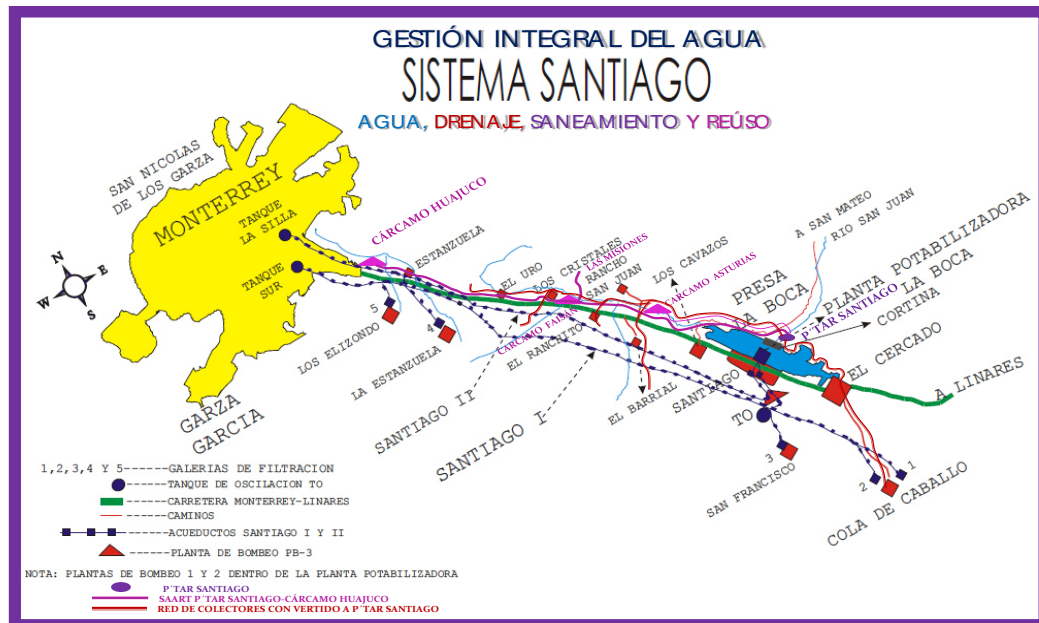 GESTIÓN INTEGRAL DEL AGUA
SISTEMA SANTIAGO
AGUA, DRENAJE, SANEAMIENTO Y REÚSO
SAN NICOLAS
DE LOS GARZA
MONTERREY
TANQUE
LA SILLA
TANQUE
SUR
GARZA
GARCIA
N
E
W
S
CÁRCAMO HUAJUCO
ESTANZUELA
EL URO
LOS CRISTALES
LAS MISIONES
RANCHO
SAN JUAN
LOS CAVAZOS
CÁRCAMO ASTURIAS
A SAN MATEO
RIO SAN JUAN
PRESA
LA BOCA
PLANTA POTABILIZADORA
LA BOCA
P´TAR SANTIAGO
CORTINA
EL CERCADO
A LINARES
5
LOS ELIZONDO
4
LA ESTANZUELA
CÁRCAMO FABÁS
EL RANCHITO
SANTIAGO II
SANTIAGO I
EL BARRIAL
SANTIAGO
TO
3
SAN FRANCISCO
2
1
COLA DE CABALLO
1,2,3,4 Y 5------GALERIAS DE FILTRACION
------TANQUE DE OSCILACION TO
------CARRETERA MONTERREY-LINARES
------CAMINOS
------ACUEDUCTOS SANTIAGO I Y II
------PLANTA DE BOMBEO PB-3
NOTA: PLANTAS DE BOMBEO 1 Y 2 DENTRO DE LA PLANTA POTABILIZADORA
P´TAR SANTIAGO
SAART P´TAR SANTIAGO-CÁRCAMO HUAJUCO
RED DE COLECTORES CON VERTIDO A P´TAR SANTIAGO